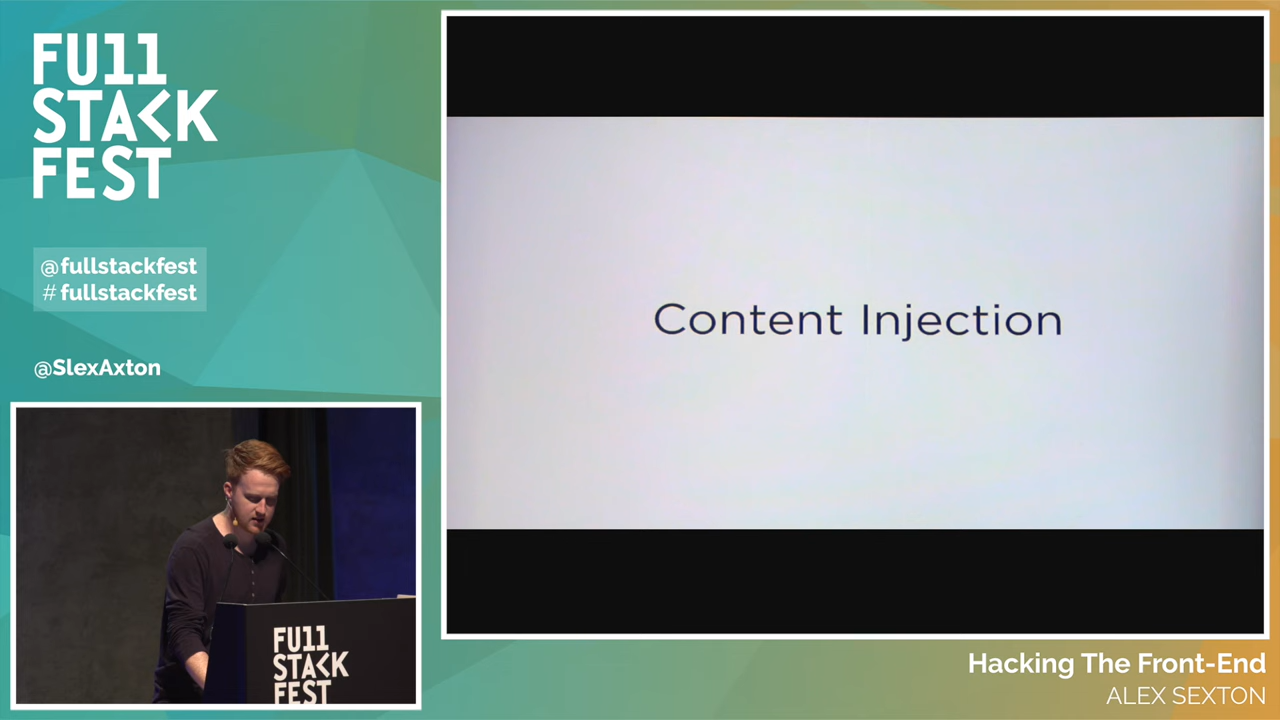 FU11
STACK
FEST
@fullstackfest
# fullstackfest
@SlexAxton
Content Injection
FU11
STACK
FEST
Hacking The Front-End
ALEX SEXTON